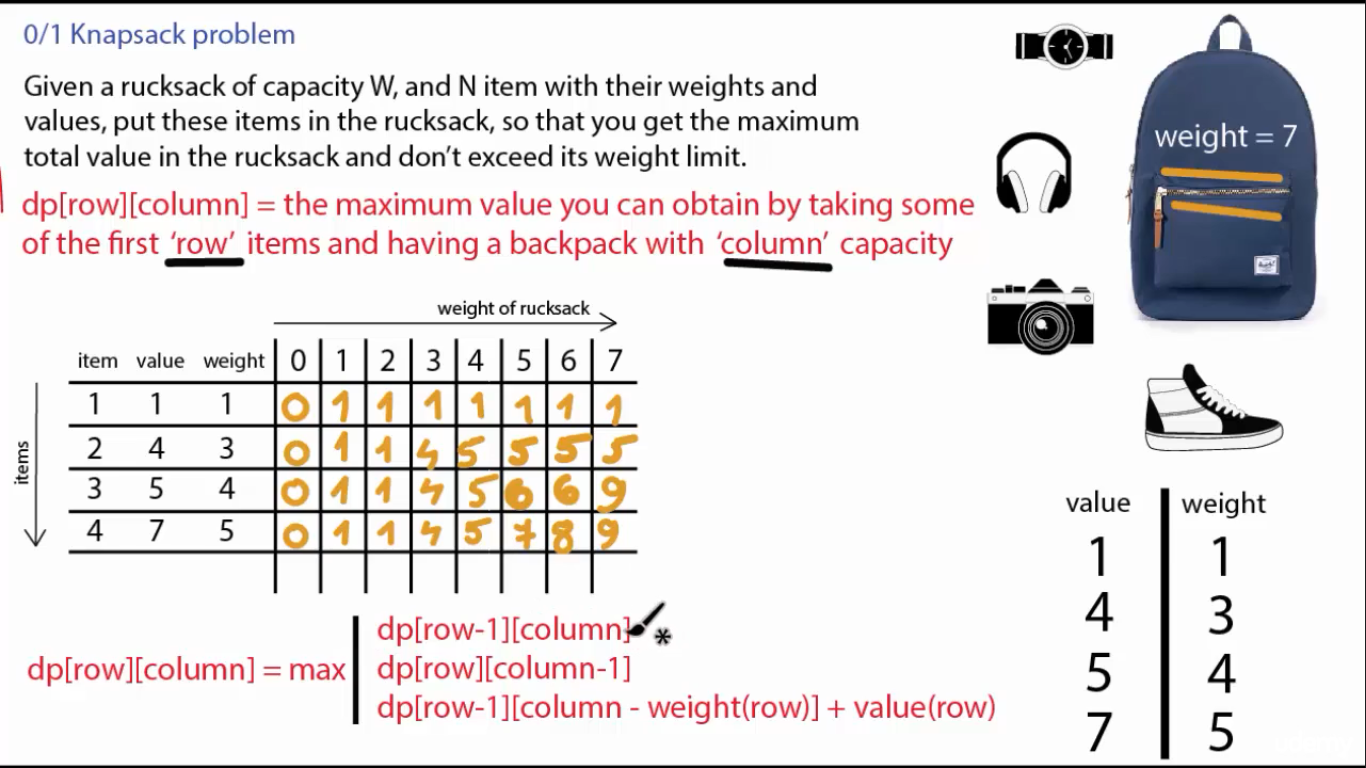 0/1 Knapsack problem
Given a rucksack of capacity W, and N item with their weights and
values, put these items in the rucksack, so that you get the maximum
total value in the rucksack and don't exceed its weight limit.
dp[row][column] = the maximum value you can obtain by taking some
of the first 'row' items and having a backpack with 'column' capacity
weight = 7
weight of rucksack
item value weight 0 1 2 3 4 5 6 7
items
1 1 1 0 1 1 1 1 1 1 1
2 4 3 0 1 1 4 5 5 5 5
3 5 4 0 1 1 4 5 6 6 9
4 7 5 0 1 1 4 5 7 8 9
dp[row][column] = max
dp[row-1][column]
dp[row][column-1]
dp[row-1][column - weight(row)] + value(row)
value weight
1 1
4 3
5 4
7 5
udemy